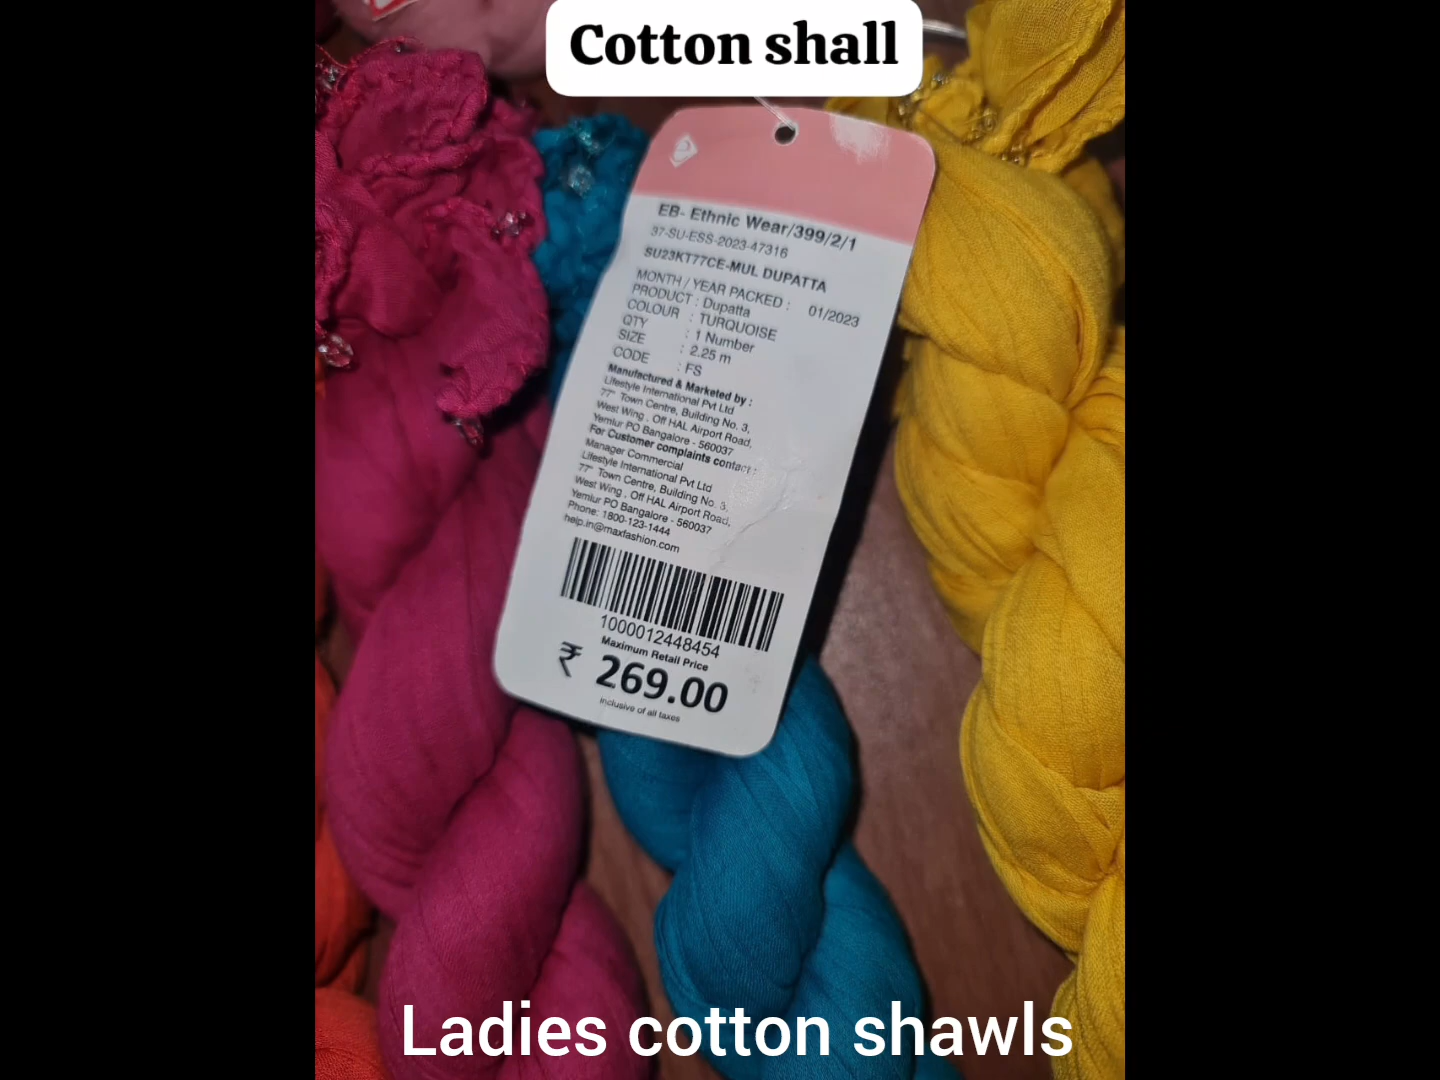 Cotton shall
EB- Ethnic Wear/399/2/1
37-SU-ESS-2023-47316
SU23KT77CE-MUL DUPATTA
MONTH / YEAR PACKED : 01/2023
PRODUCT : Dupatta
COLOUR : TURQUOISE
QTY : 1 Number
SIZE : 2.25 m
CODE : FS
Manufactured & Marketed by :
Lifestyle International Pvt Ltd
77° Town Centre, Building No. 3,
West Wing , Off HAL Airport Road,
Yemlur PO Bangalore - 560037
For Customer complaints contact :
Manager Commercial
Lifestyle International Pvt Ltd
77° Town Centre, Building No. 3,
West Wing , Off HAL Airport Road,
Yemlur PO Bangalore - 560037
Phone: 1800-123-1444
help.in@maxfashion.com
1000012448454
Maximum Retail Price
₹ 269.00
inclusive of all taxes
Ladies cotton shawls